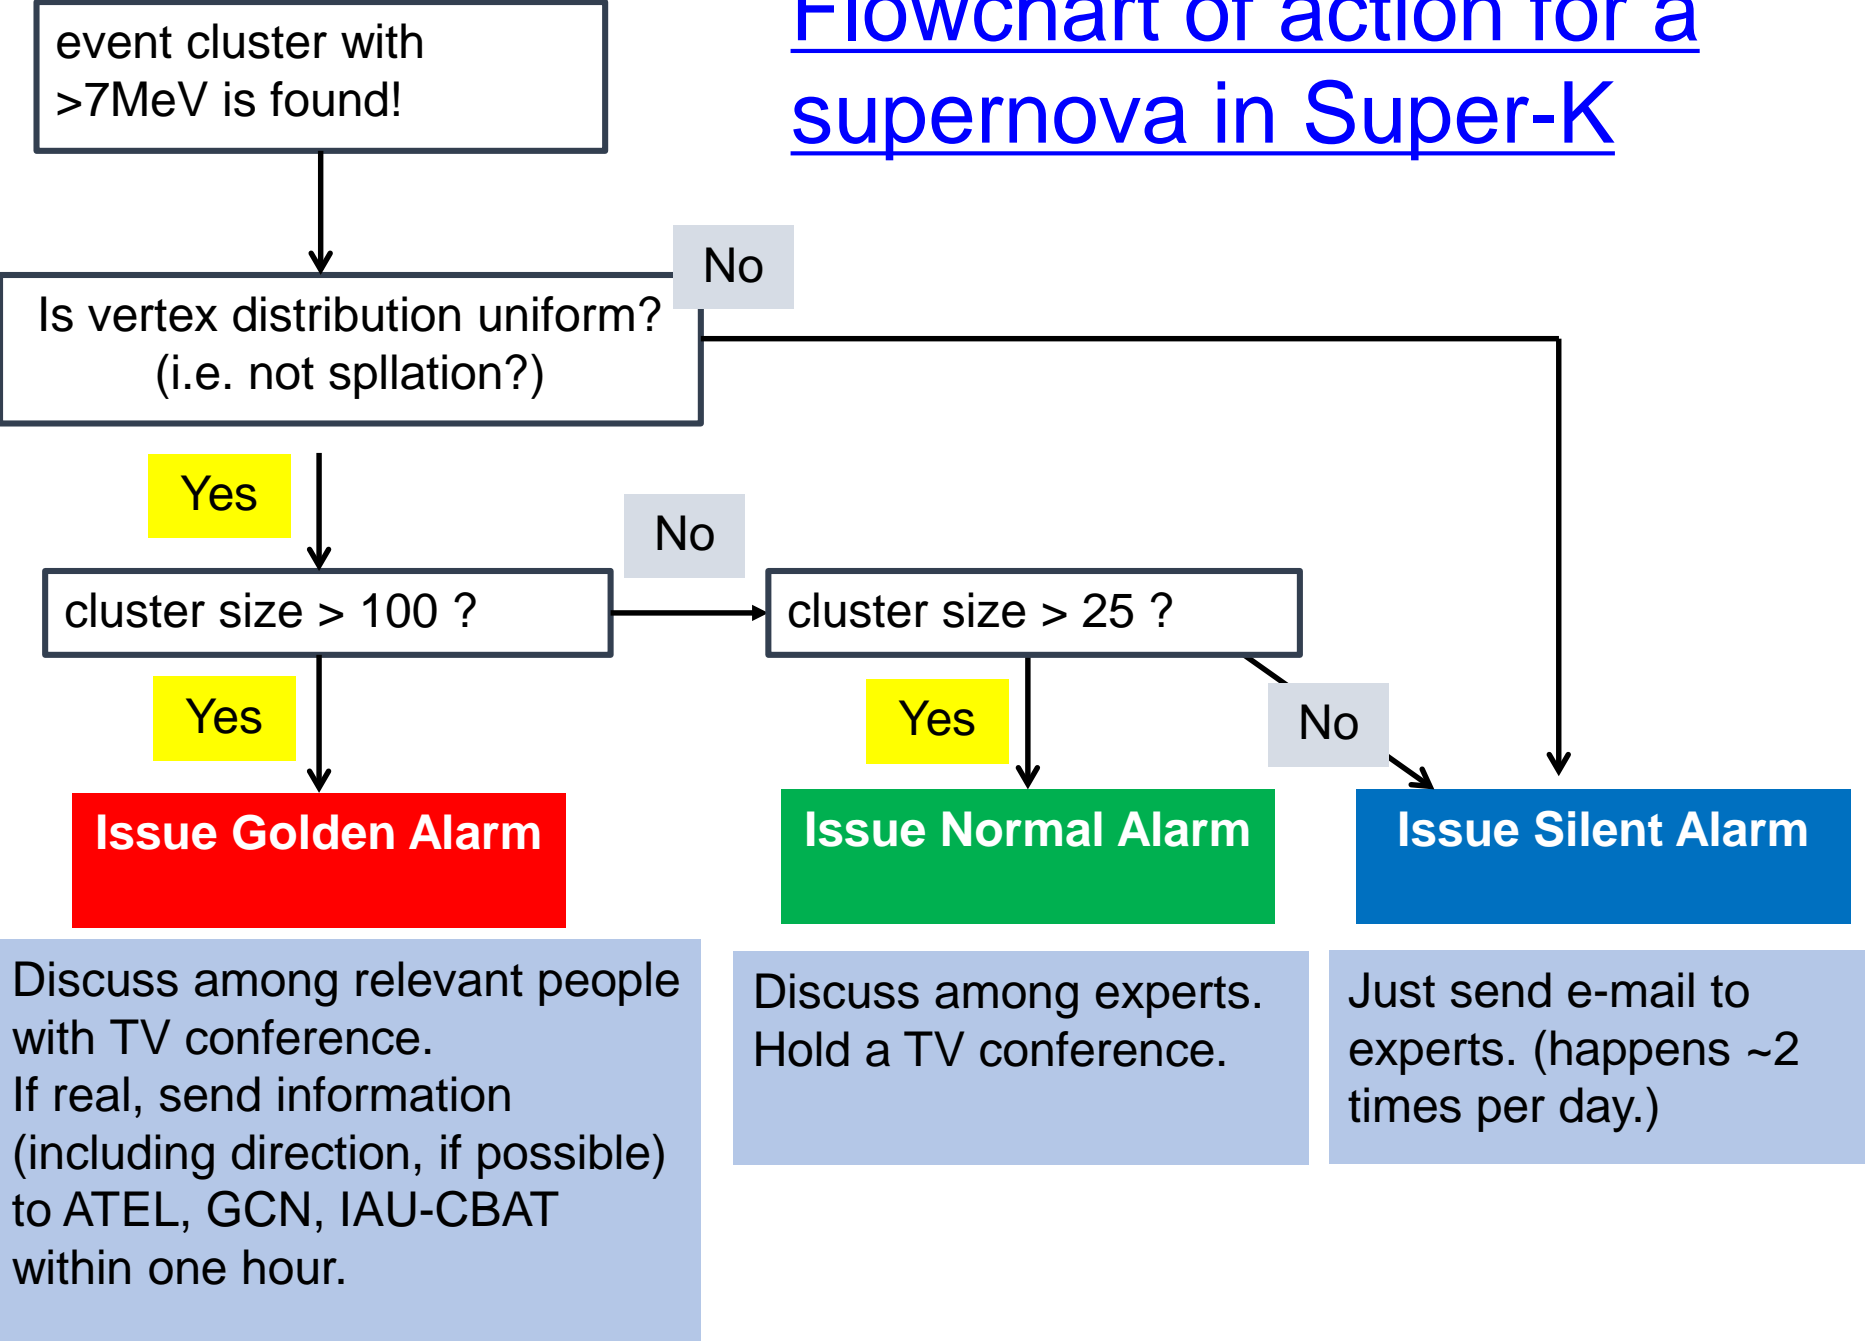 Flowchart of action for a
supernova in Super-K
event cluster with
>7MeV is found!
No
Is vertex distribution uniform?
(i.e. not spllation?)
Yes
No
cluster size > 100 ?
cluster size > 25 ?
Yes
Yes
No
Issue Golden Alarm
Issue Normal Alarm
Issue Silent Alarm
Discuss among relevant people
with TV conference.
If real, send information
(including direction, if possible)
to ATEL, GCN, IAU-CBAT
within one hour.
Discuss among experts.
Hold a TV conference.
Just send e-mail to
experts. (happens ~2
times per day.)